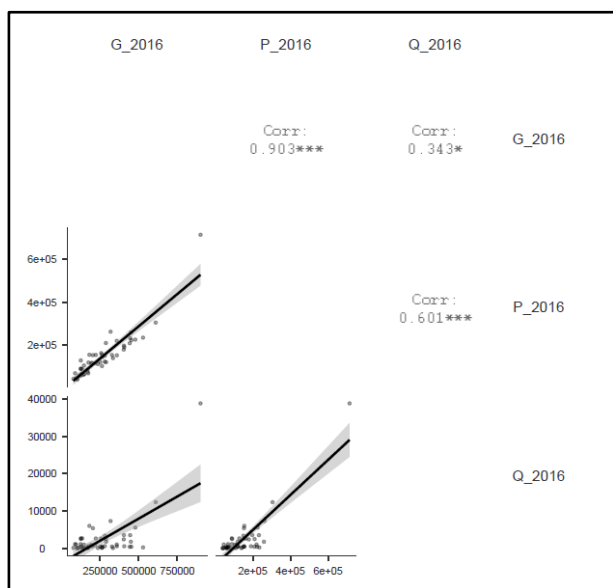 G_2016 P_2016 Q_2016
Corr:
0.903***
Corr:
0.343*
G_2016
6e+05
4e+05
2e+05
Corr:
0.601***
P_2016
40000
30000
20000
10000
0
Q_2016
250000 500000 750000
2e+05 4e+05 6e+05